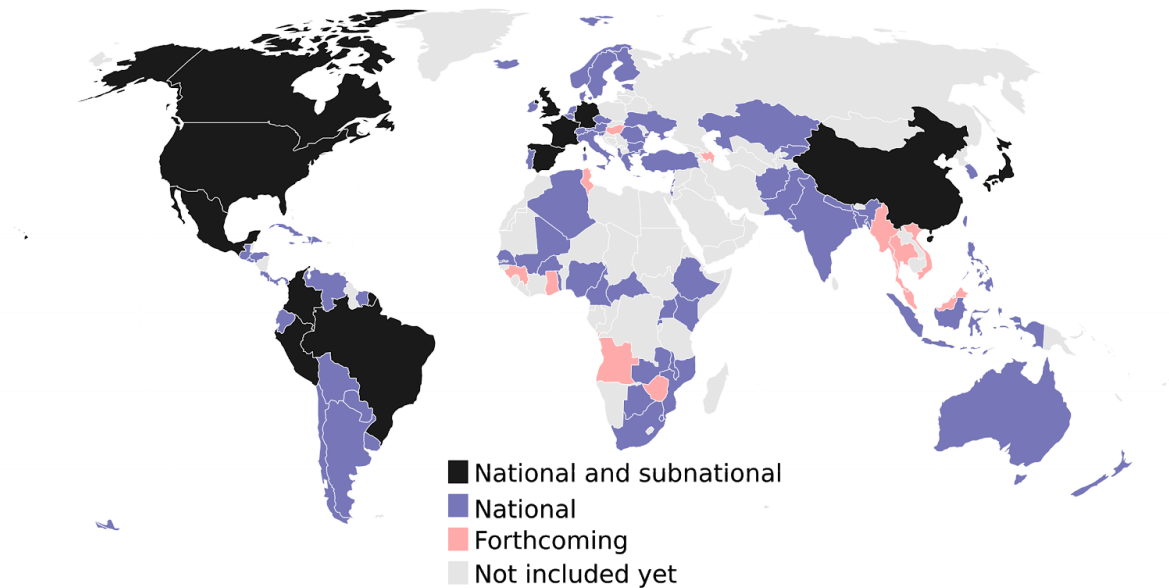 National and subnational
National
Forthcoming
Not included yet